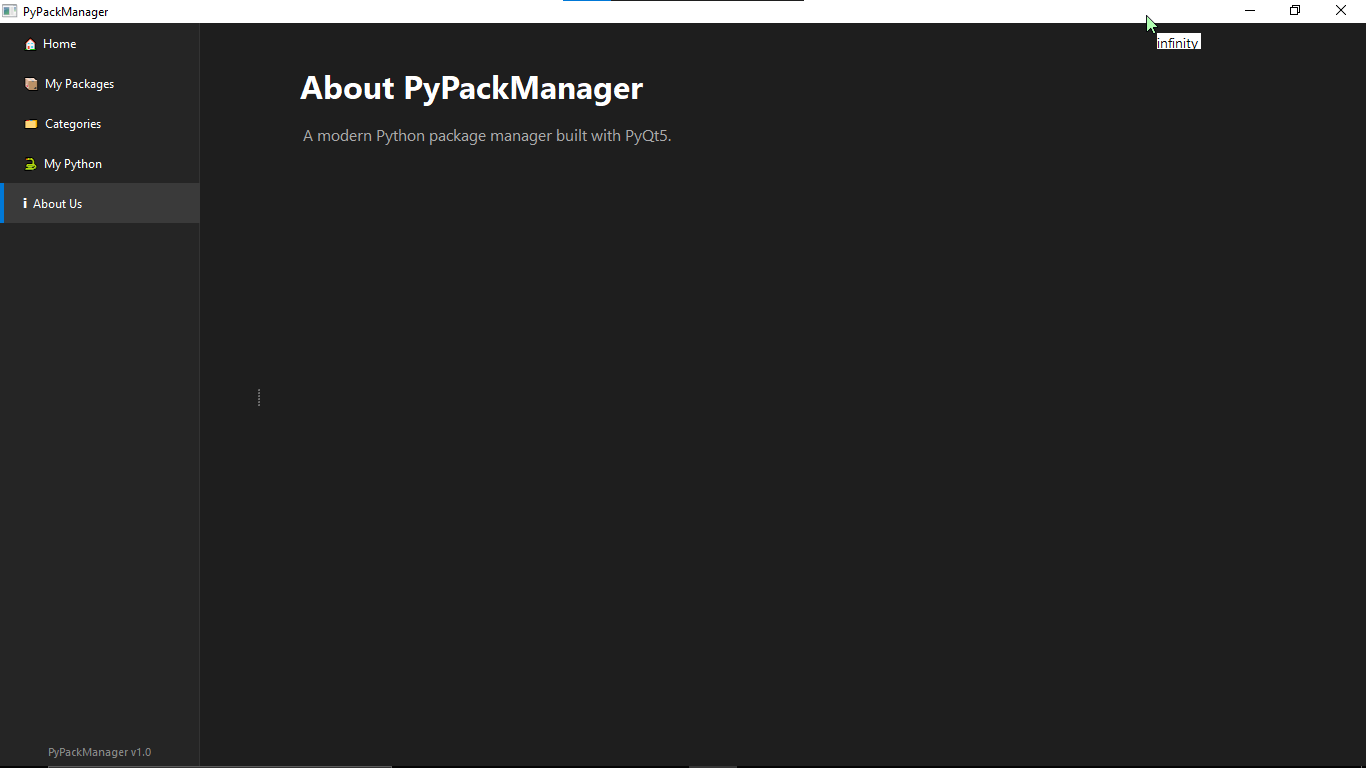 PyPackManager
infinity
Home
My Packages
Categories
My Python
i About Us
About PyPackManager
A modern Python package manager built with PyQt5.
PyPackManager v1.0